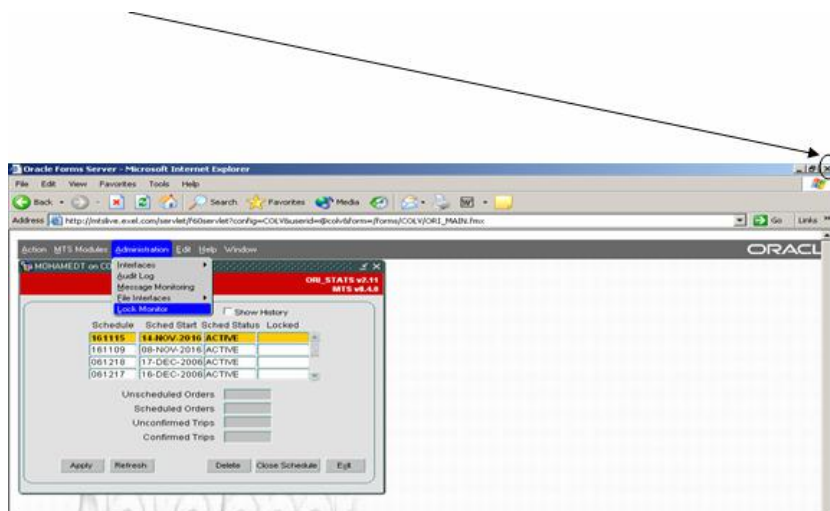 Oracle Forms Server - Microsoft Internet Explorer
File Edit View Favorites Tools Help
Back Search Favorites Media
Address http://mtslive.exel.com/servlet/f60servlet?config=COLV&userid=@colv&form=/forms/COLV/ORI_MAIN.fmx Go Links
Action MTS Modules Administration Edit Help Window ORACL
MOHAMEDT on CO
Interfaces
Audit Log
Message Monitoring
File Interfaces
Lock Monitor
ORI_STATS v2.11
MTS v8.4.0
Show History
Schedule Sched Start Sched Status Locked
161115 14-NOV-2016 ACTIVE
161109 08-NOV-2016 ACTIVE
061218 17-DEC-2006 ACTIVE
061217 16-DEC-2006 ACTIVE
Unscheduled Orders
Scheduled Orders
Unconfirmed Trips
Confirmed Trips
Apply Refresh Delete Close Schedule Exit